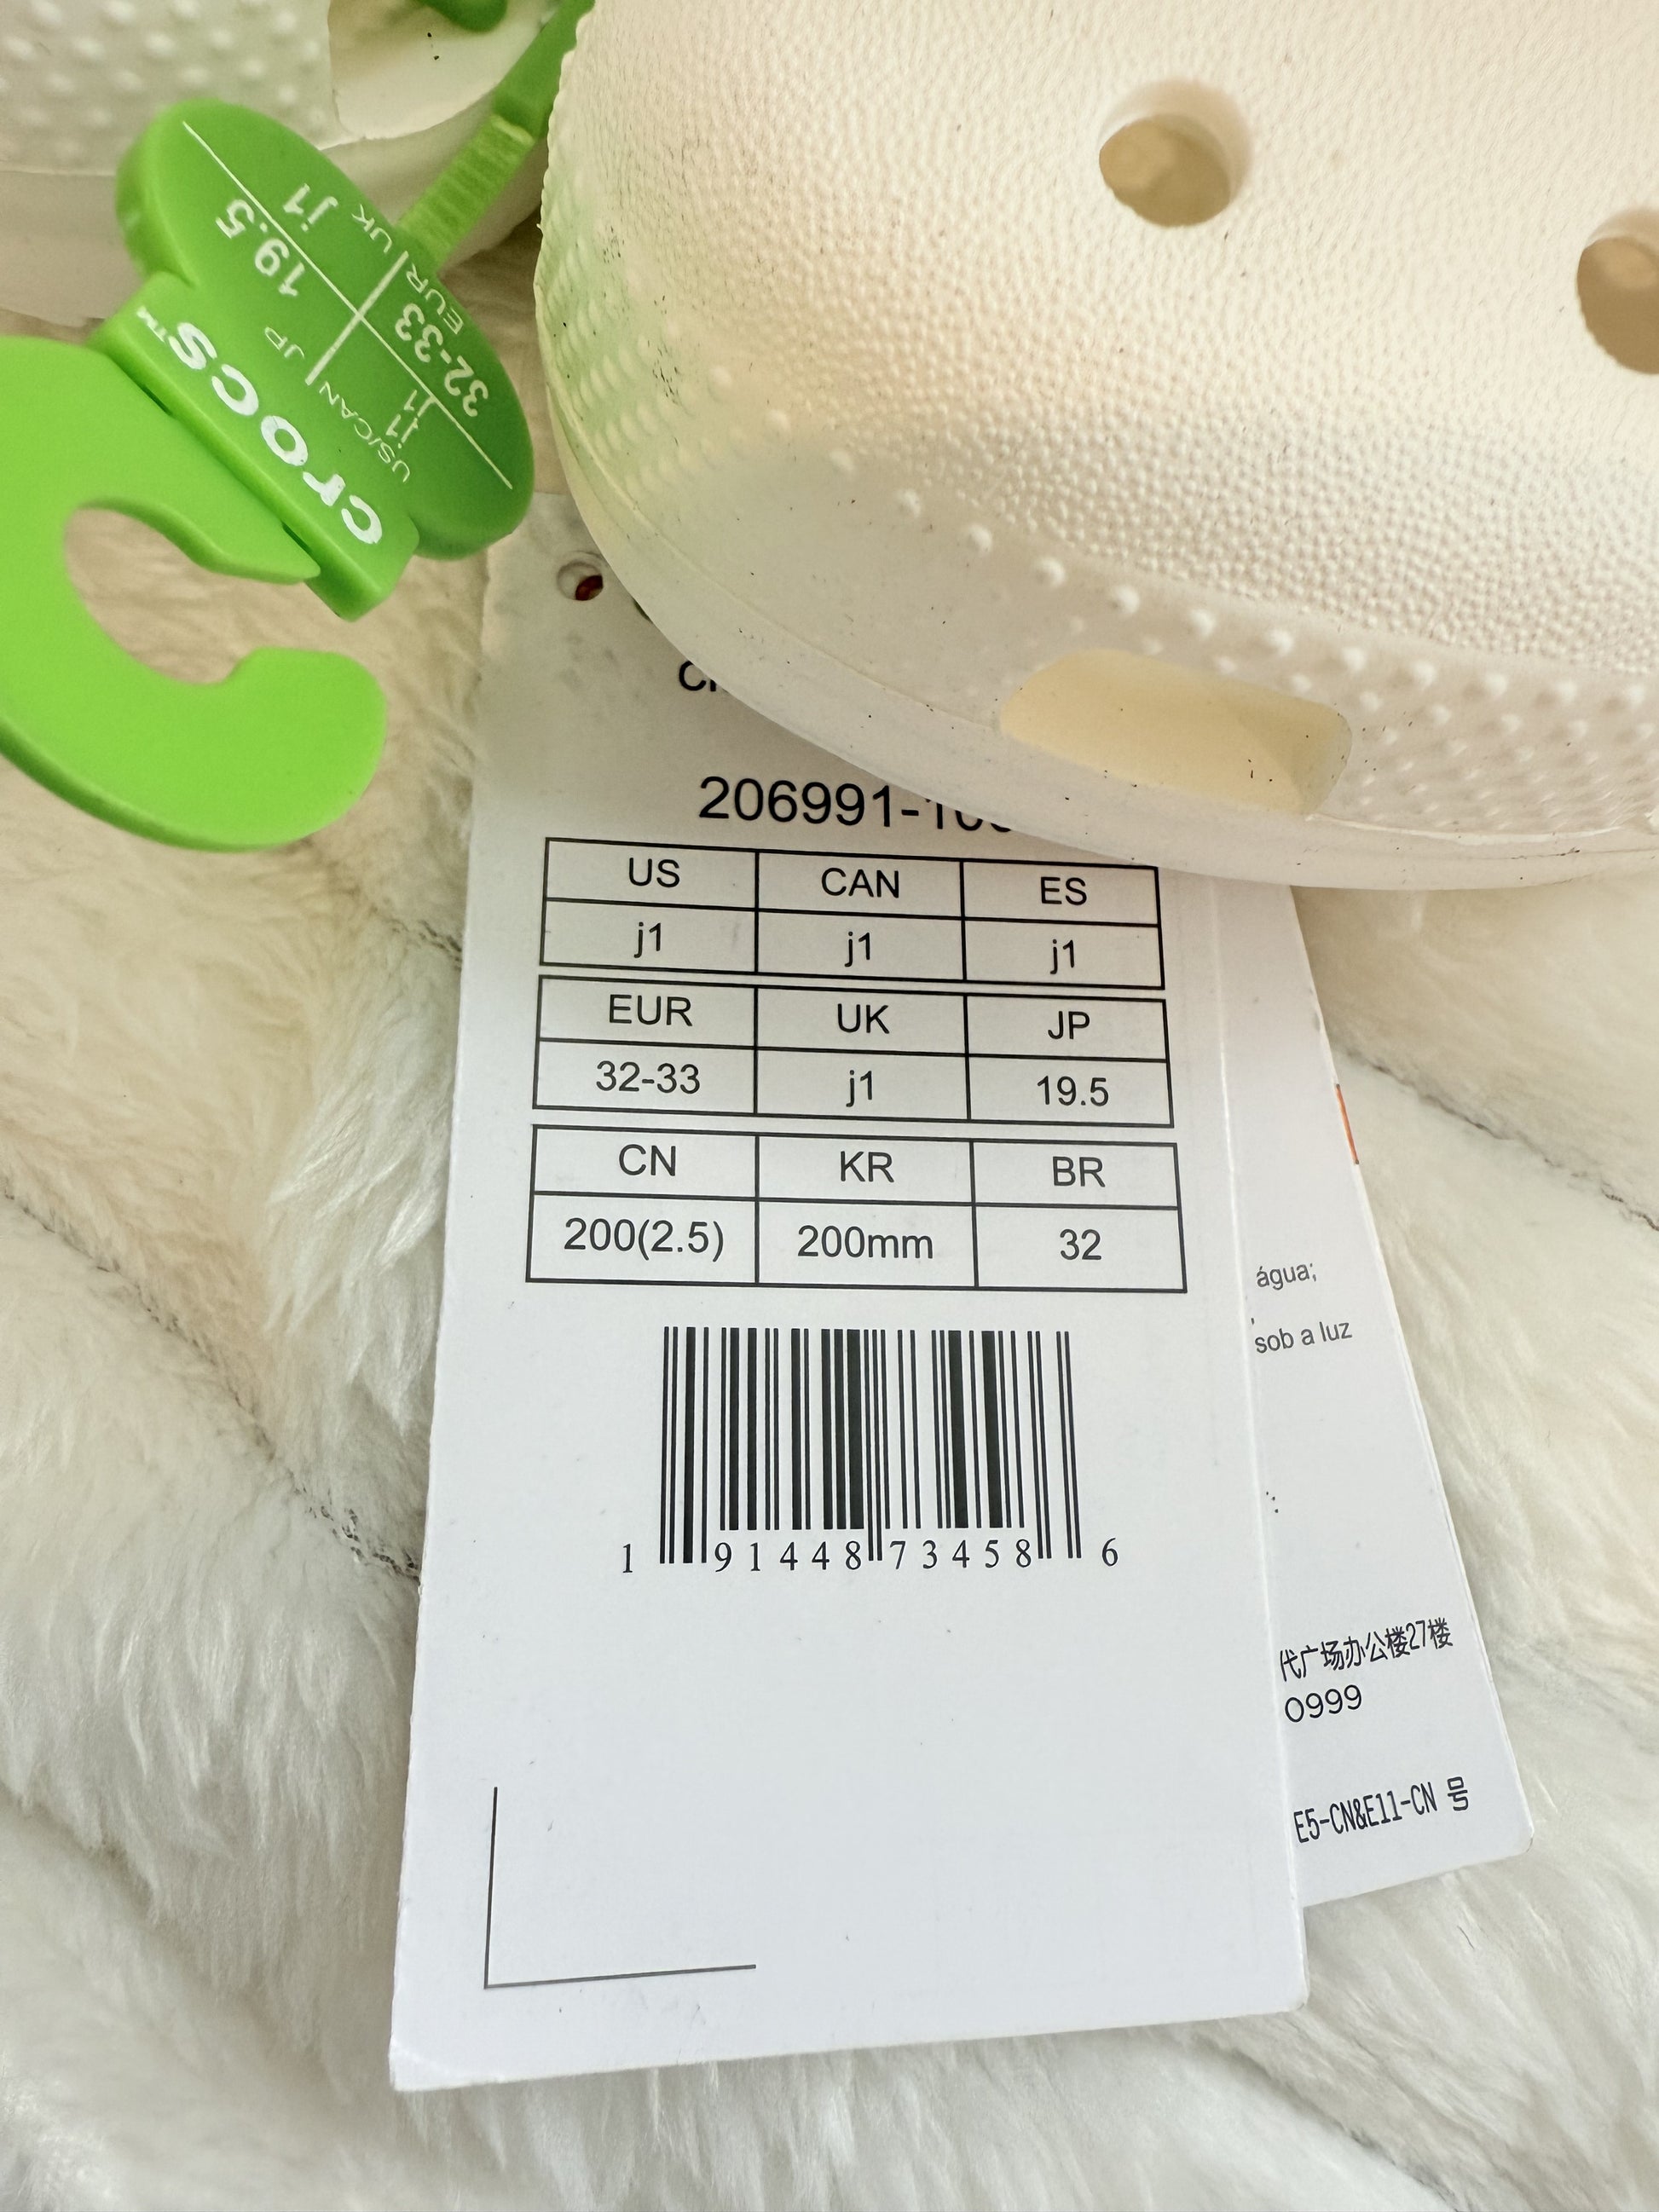 crocs™
US/CAN j1
EUR 32-33
JP 19.5
UK j1
206991-
US CAN ES
j1 j1 j1
EUR UK JP
32-33 j1 19.5
CN KR BR
200(2.5) 200mm 32
1 91448 73458 6
água;
sob a luz
代广场办公楼27楼
0999
E5-CN&E11-CN 号